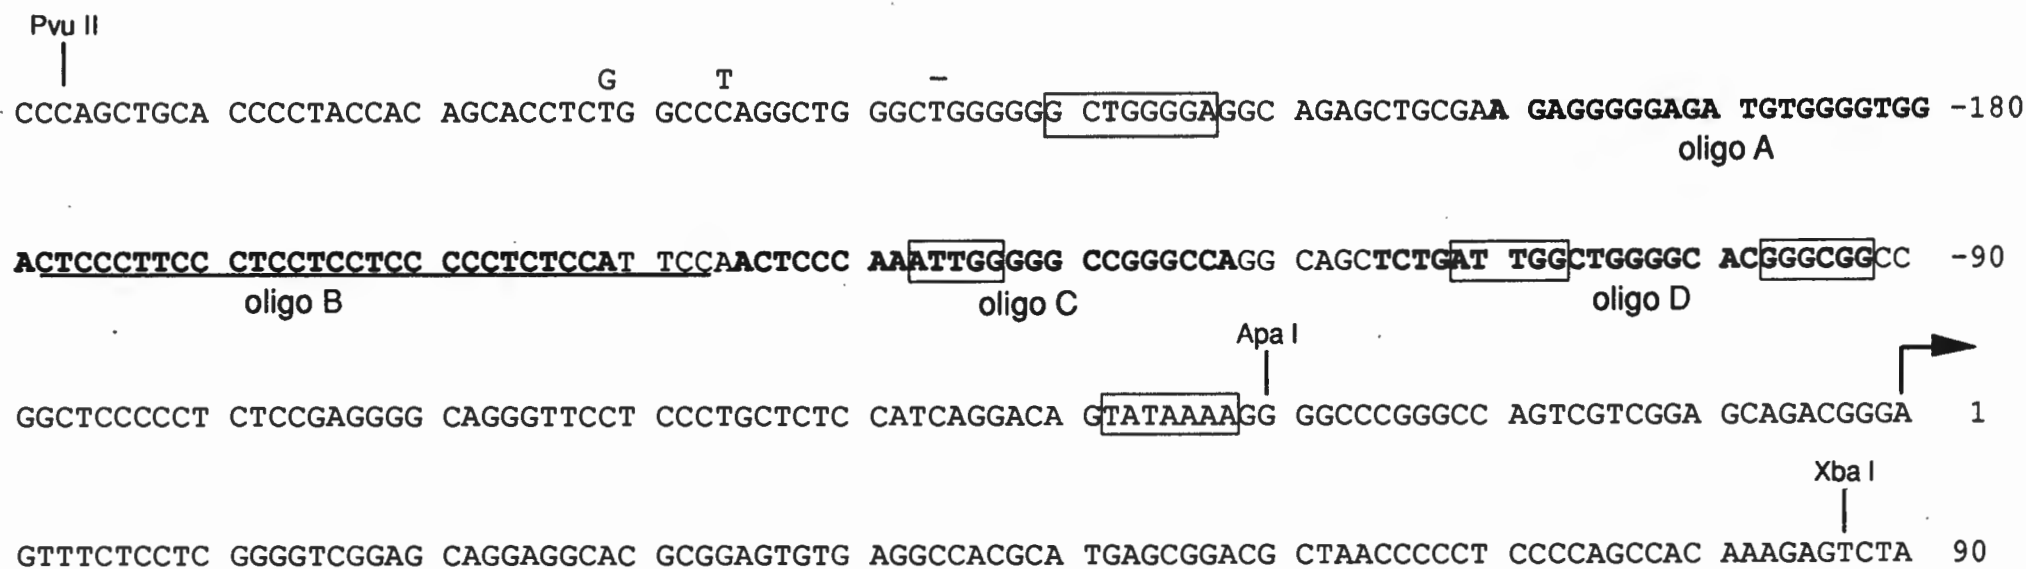 Pvu II
G T –
CCCAGCTGCA CCCCTACCAC AGCACCTCTG GCCCAGGCTG GGCTGGGGGG CTGGGGAGGC AGAGCTGCGAA GAGGGGGAGA TGTGGGGTGG -180
oligo A
ACTCCCTTCC CTCCTCCTCC CCCTCTCCAT TCCAACTCCC AAATTGGGGG CCGGGCCAGG CAGCTCTGAT TGGCTGGGGC ACGGGCGGCC -90
oligo B oligo C oligo D
Apa I
GGCTCCCCCT CTCCGAGGGG CAGGGTTCCT CCCTGCTCTC CATCAGGACA GTATAAAAGG GGCCCGGGCC AGTCGTCGGA GCAGACGGGA 1
Xba I
GTTTCTCCTC GGGGTCGGAG CAGGAGGCAC GCGGAGTGTG AGGCCACGCA TGAGCGGACG CTAACCCCCT CCCCAGCCAC AAAGAGTCTA 90